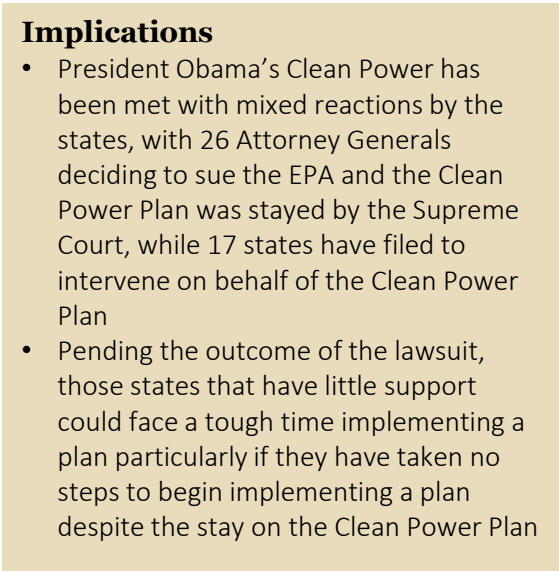 Implications
• President Obama’s Clean Power has
been met with mixed reactions by the
states, with 26 Attorney Generals
deciding to sue the EPA and the Clean
Power Plan was stayed by the Supreme
Court, while 17 states have filed to
intervene on behalf of the Clean Power
Plan
• Pending the outcome of the lawsuit,
those states that have little support
could face a tough time implementing a
plan particularly if they have taken no
steps to begin implementing a plan
despite the stay on the Clean Power Plan